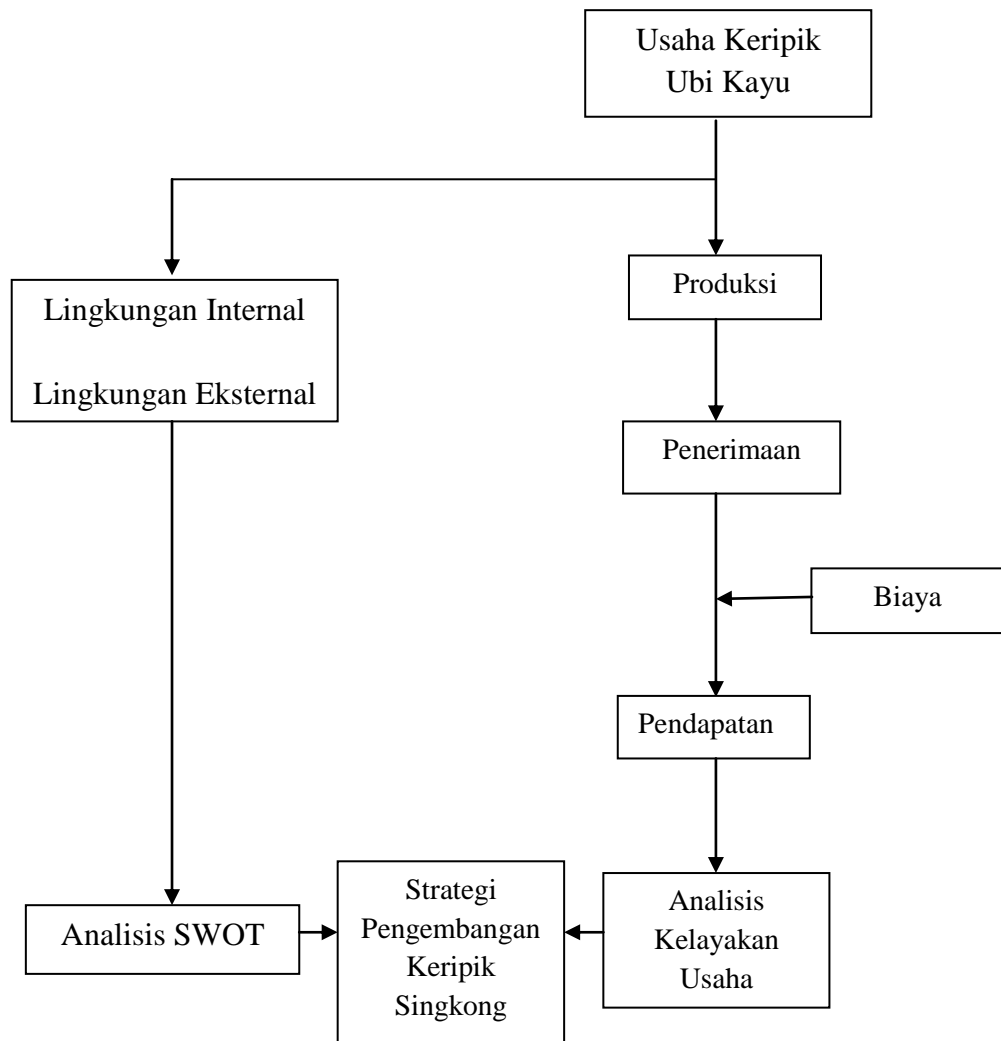 Usaha Keripik
Ubi Kayu
Lingkungan Internal
Lingkungan Eksternal
Produksi
Penerimaan
Biaya
Pendapatan
Analisis SWOT
Strategi
Pengembangan
Keripik
Singkong
Analisis
Kelayakan
Usaha